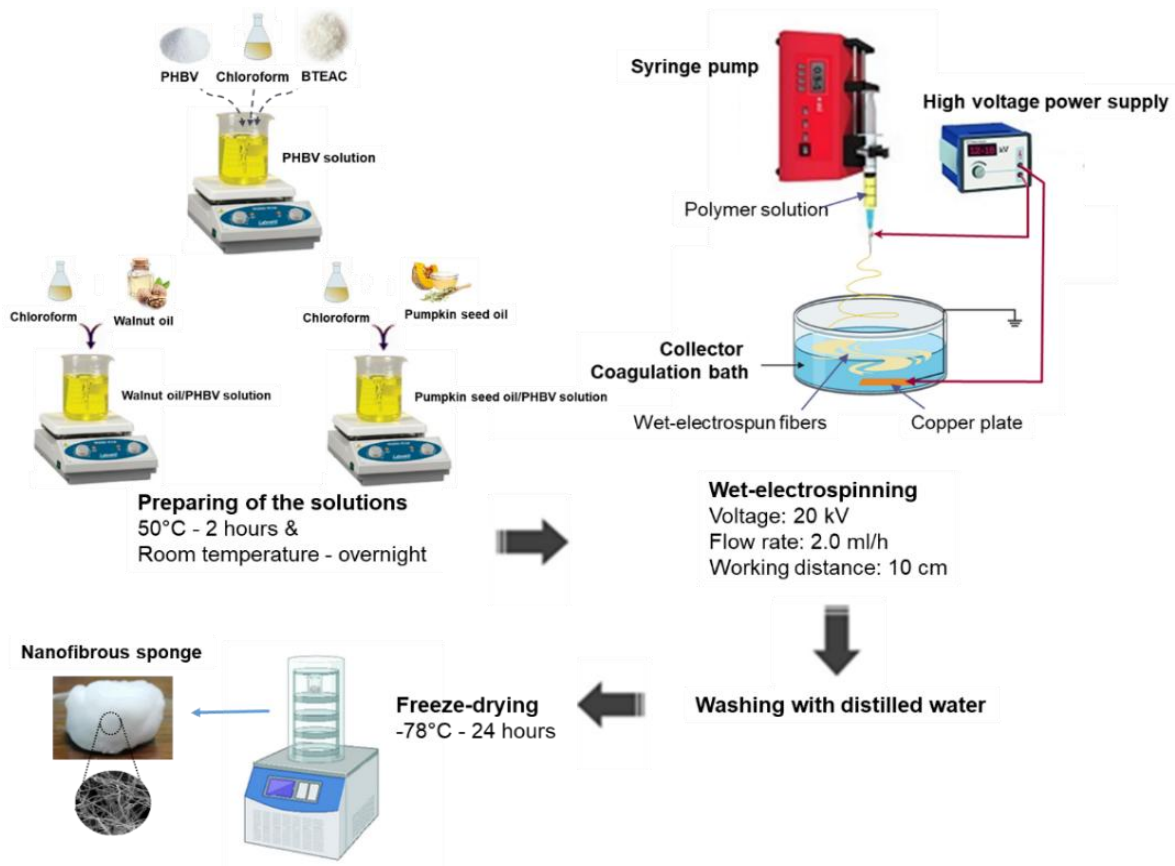 PHBV
Chloroform
BTEAC
PHBV solution
Chloroform
Walnut oil
Walnut oil/PHBV solution
Chloroform
Pumpkin seed oil
Pumpkin seed oil/PHBV solution
Preparing of the solutions
50°C - 2 hours &
Room temperature - overnight
Syringe pump
High voltage power supply
12-18 kV
Polymer solution
Collector
Coagulation bath
Wet-electrospun fibers
Copper plate
Wet-electrospinning
Voltage: 20 kV
Flow rate: 2.0 ml/h
Working distance: 10 cm
Washing with distilled water
Freeze-drying
-78°C - 24 hours
Nanofibrous sponge